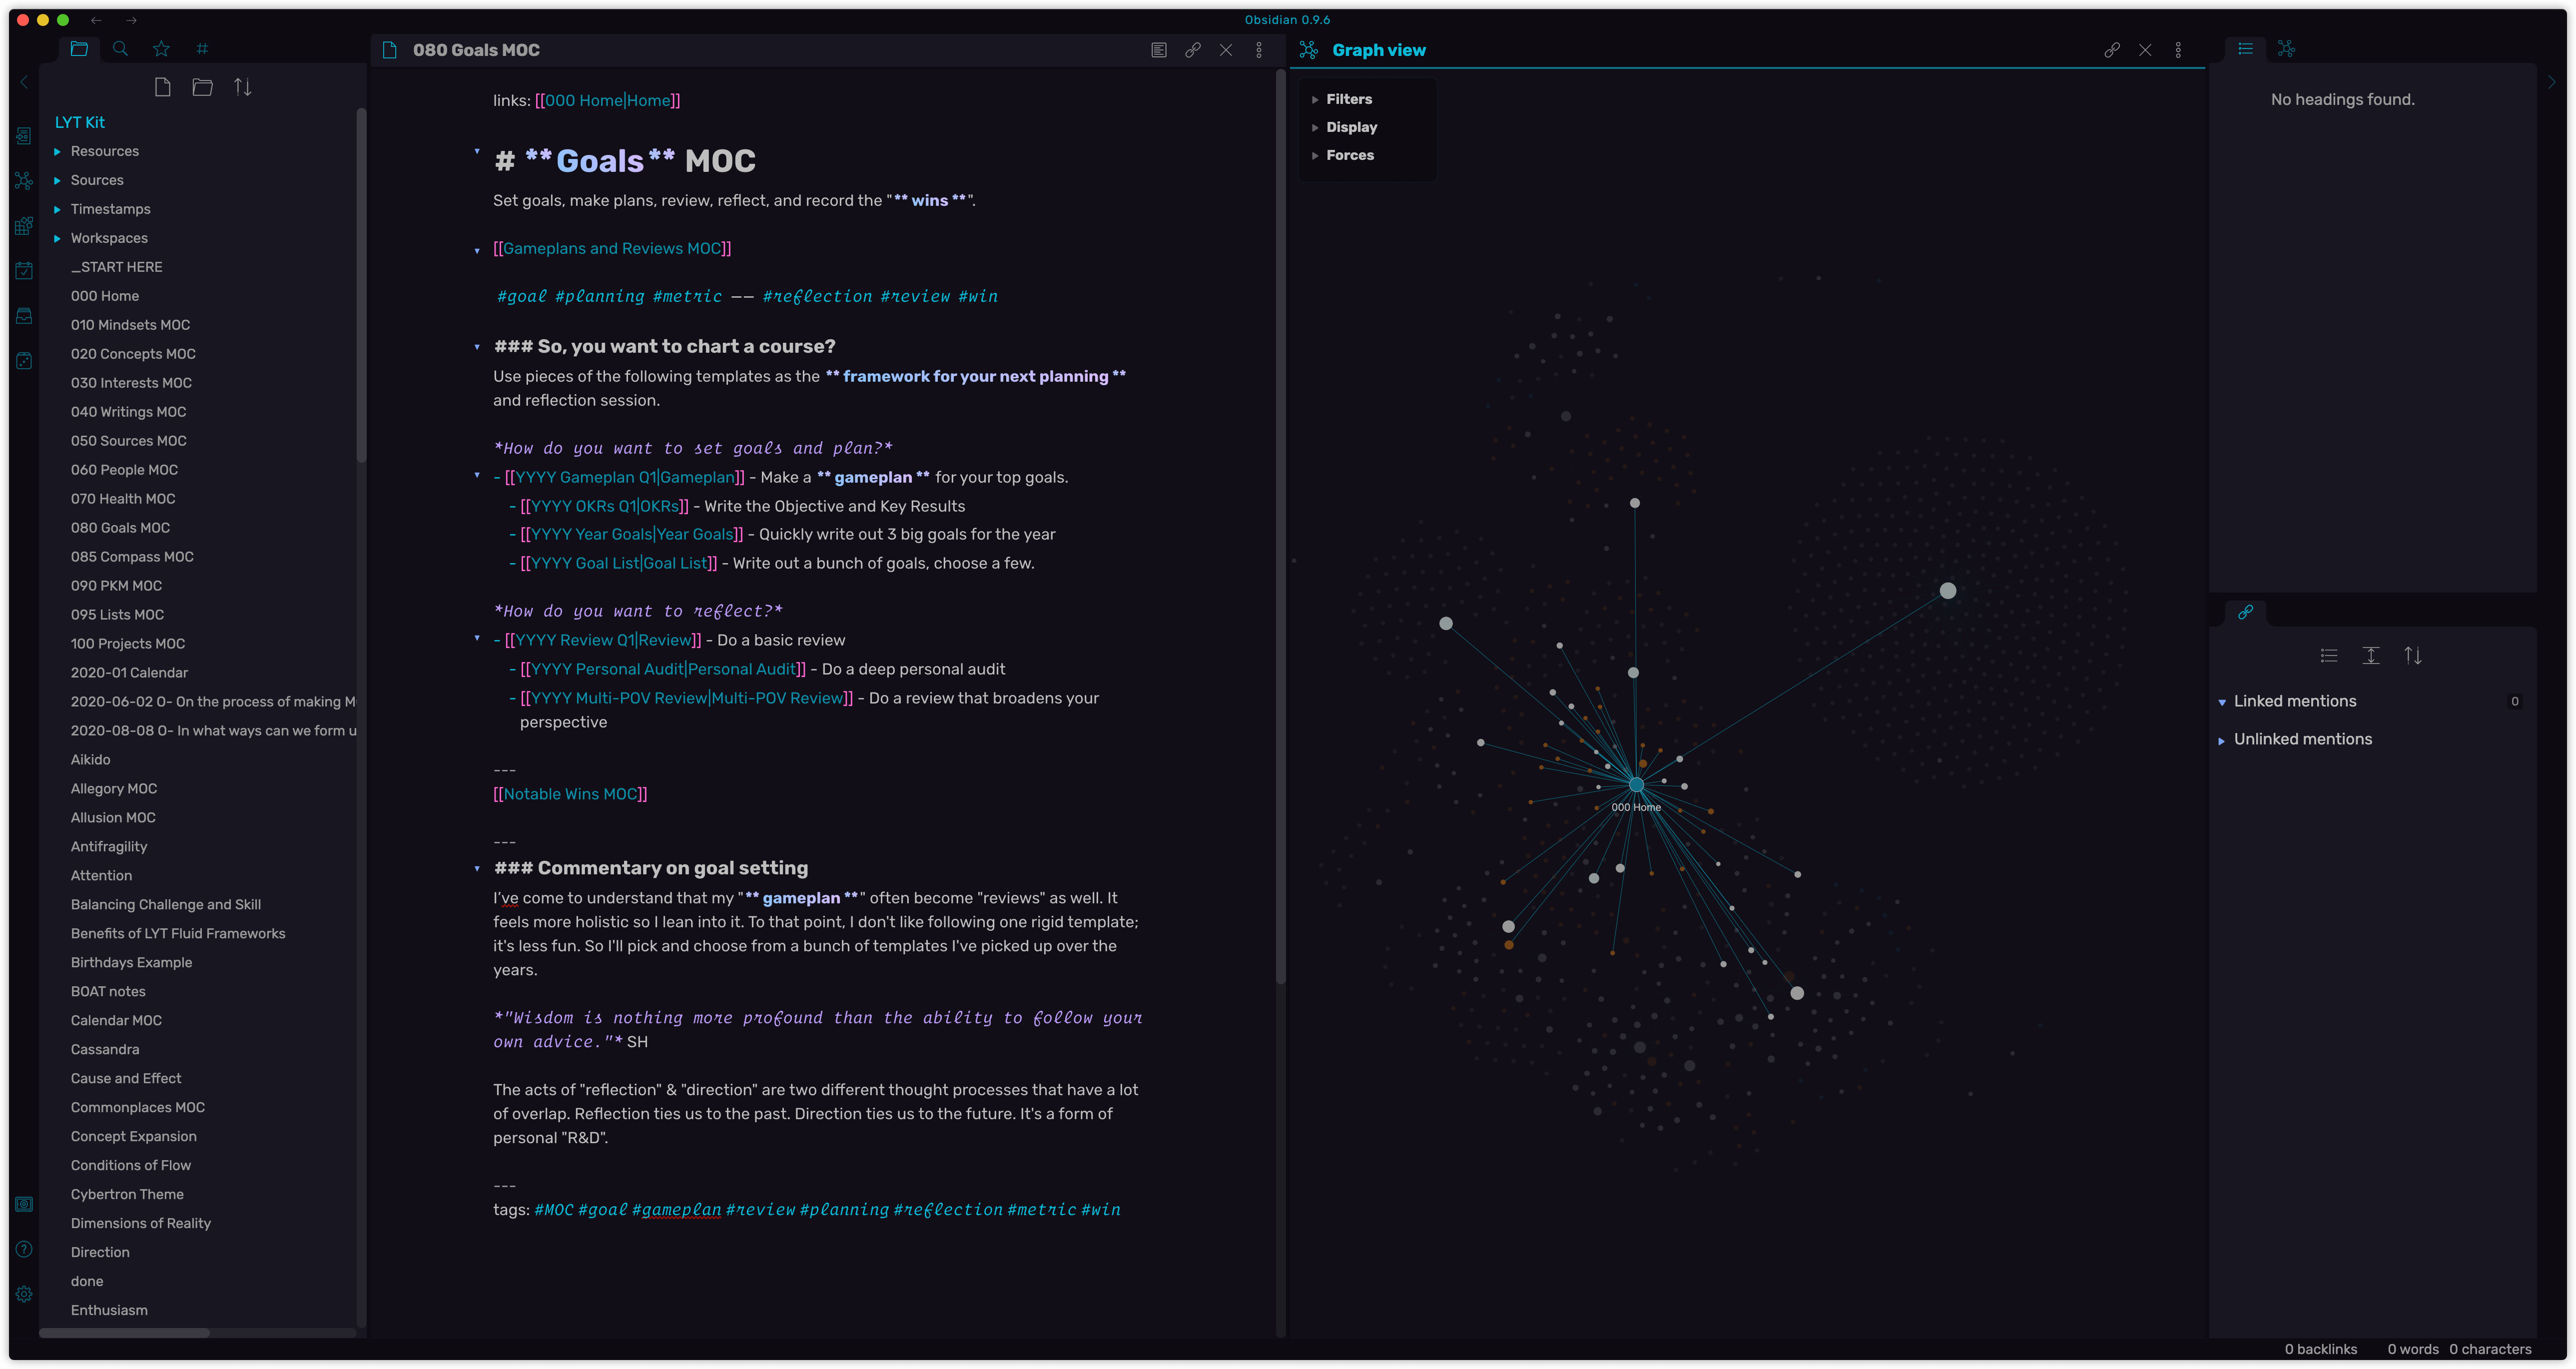 Obsidian 0.9.6
LYT Kit
Resources
Sources
Timestamps
Workspaces
_START HERE
000 Home
010 Mindsets MOC
020 Concepts MOC
030 Interests MOC
040 Writings MOC
050 Sources MOC
060 People MOC
070 Health MOC
080 Goals MOC
085 Compass MOC
090 PKM MOC
095 Lists MOC
100 Projects MOC
2020-01 Calendar
2020-06-02 O- On the process of making M
2020-08-08 O- In what ways can we form u
Aikido
Allegory MOC
Allusion MOC
Antifragility
Attention
Balancing Challenge and Skill
Benefits of LYT Fluid Frameworks
Birthdays Example
BOAT notes
Calendar MOC
Cassandra
Cause and Effect
Commonplaces MOC
Concept Expansion
Conditions of Flow
Cybertron Theme
Dimensions of Reality
Direction
done
Enthusiasm
080 Goals MOC
links: [[000 Home|Home]]
# **Goals** MOC
Set goals, make plans, review, reflect, and record the "**wins**".
[[Gameplans and Reviews MOC]]
#goal #planning #metric -- #reflection #review #win
### So, you want to chart a course?
Use pieces of the following templates as the **framework for your next planning**
and reflection session.
*How do you want to set goals and plan?*
- [[YYYY Gameplan Q1|Gameplan]] - Make a **gameplan** for your top goals.
- [[YYYY OKRs Q1|OKRs]] - Write the Objective and Key Results
- [[YYYY Year Goals|Year Goals]] - Quickly write out 3 big goals for the year
- [[YYYY Goal List|Goal List]] - Write out a bunch of goals, choose a few.
*How do you want to reflect?*
- [[YYYY Review Q1|Review]] - Do a basic review
- [[YYYY Personal Audit|Personal Audit]] - Do a deep personal audit
- [[YYYY Multi-POV Review|Multi-POV Review]] - Do a review that broadens your
perspective
---
[[Notable Wins MOC]]
---
### Commentary on goal setting
I've come to understand that my "**gameplan**" often become "reviews" as well. It
feels more holistic so I lean into it. To that point, I don't like following one rigid template;
it's less fun. So I'll pick and choose from a bunch of templates I've picked up over the
years.
*"Wisdom is nothing more profound than the ability to follow your
own advice."* SH
The acts of "reflection" & "direction" are two different thought processes that have a lot
of overlap. Reflection ties us to the past. Direction ties us to the future. It's a form of
personal "R&D".
---
tags: #MOC #goal #gameplan #review #planning #reflection #metric #win
Graph view
Filters
Display
Forces
000 Home
No headings found.
Linked mentions 0
Unlinked mentions
0 backlinks 0 words 0 characters